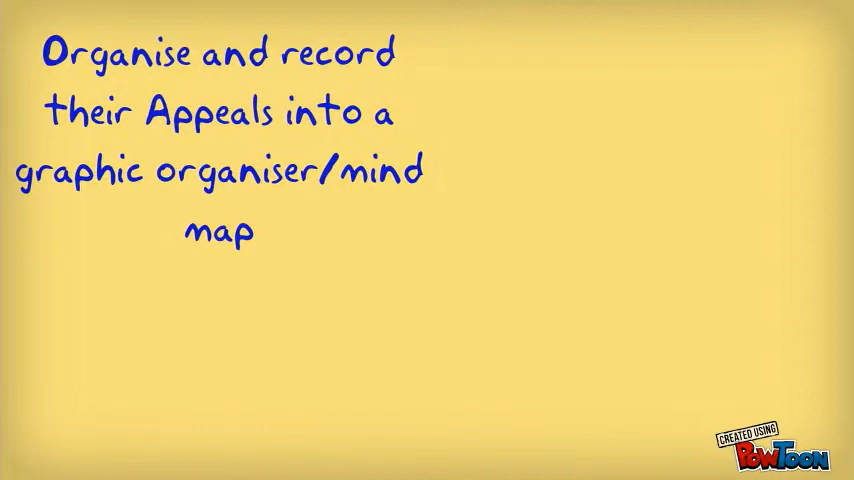 Organise and record
their Appeals into a
graphic organiser/mind
map
CREATED USING
POWTOON